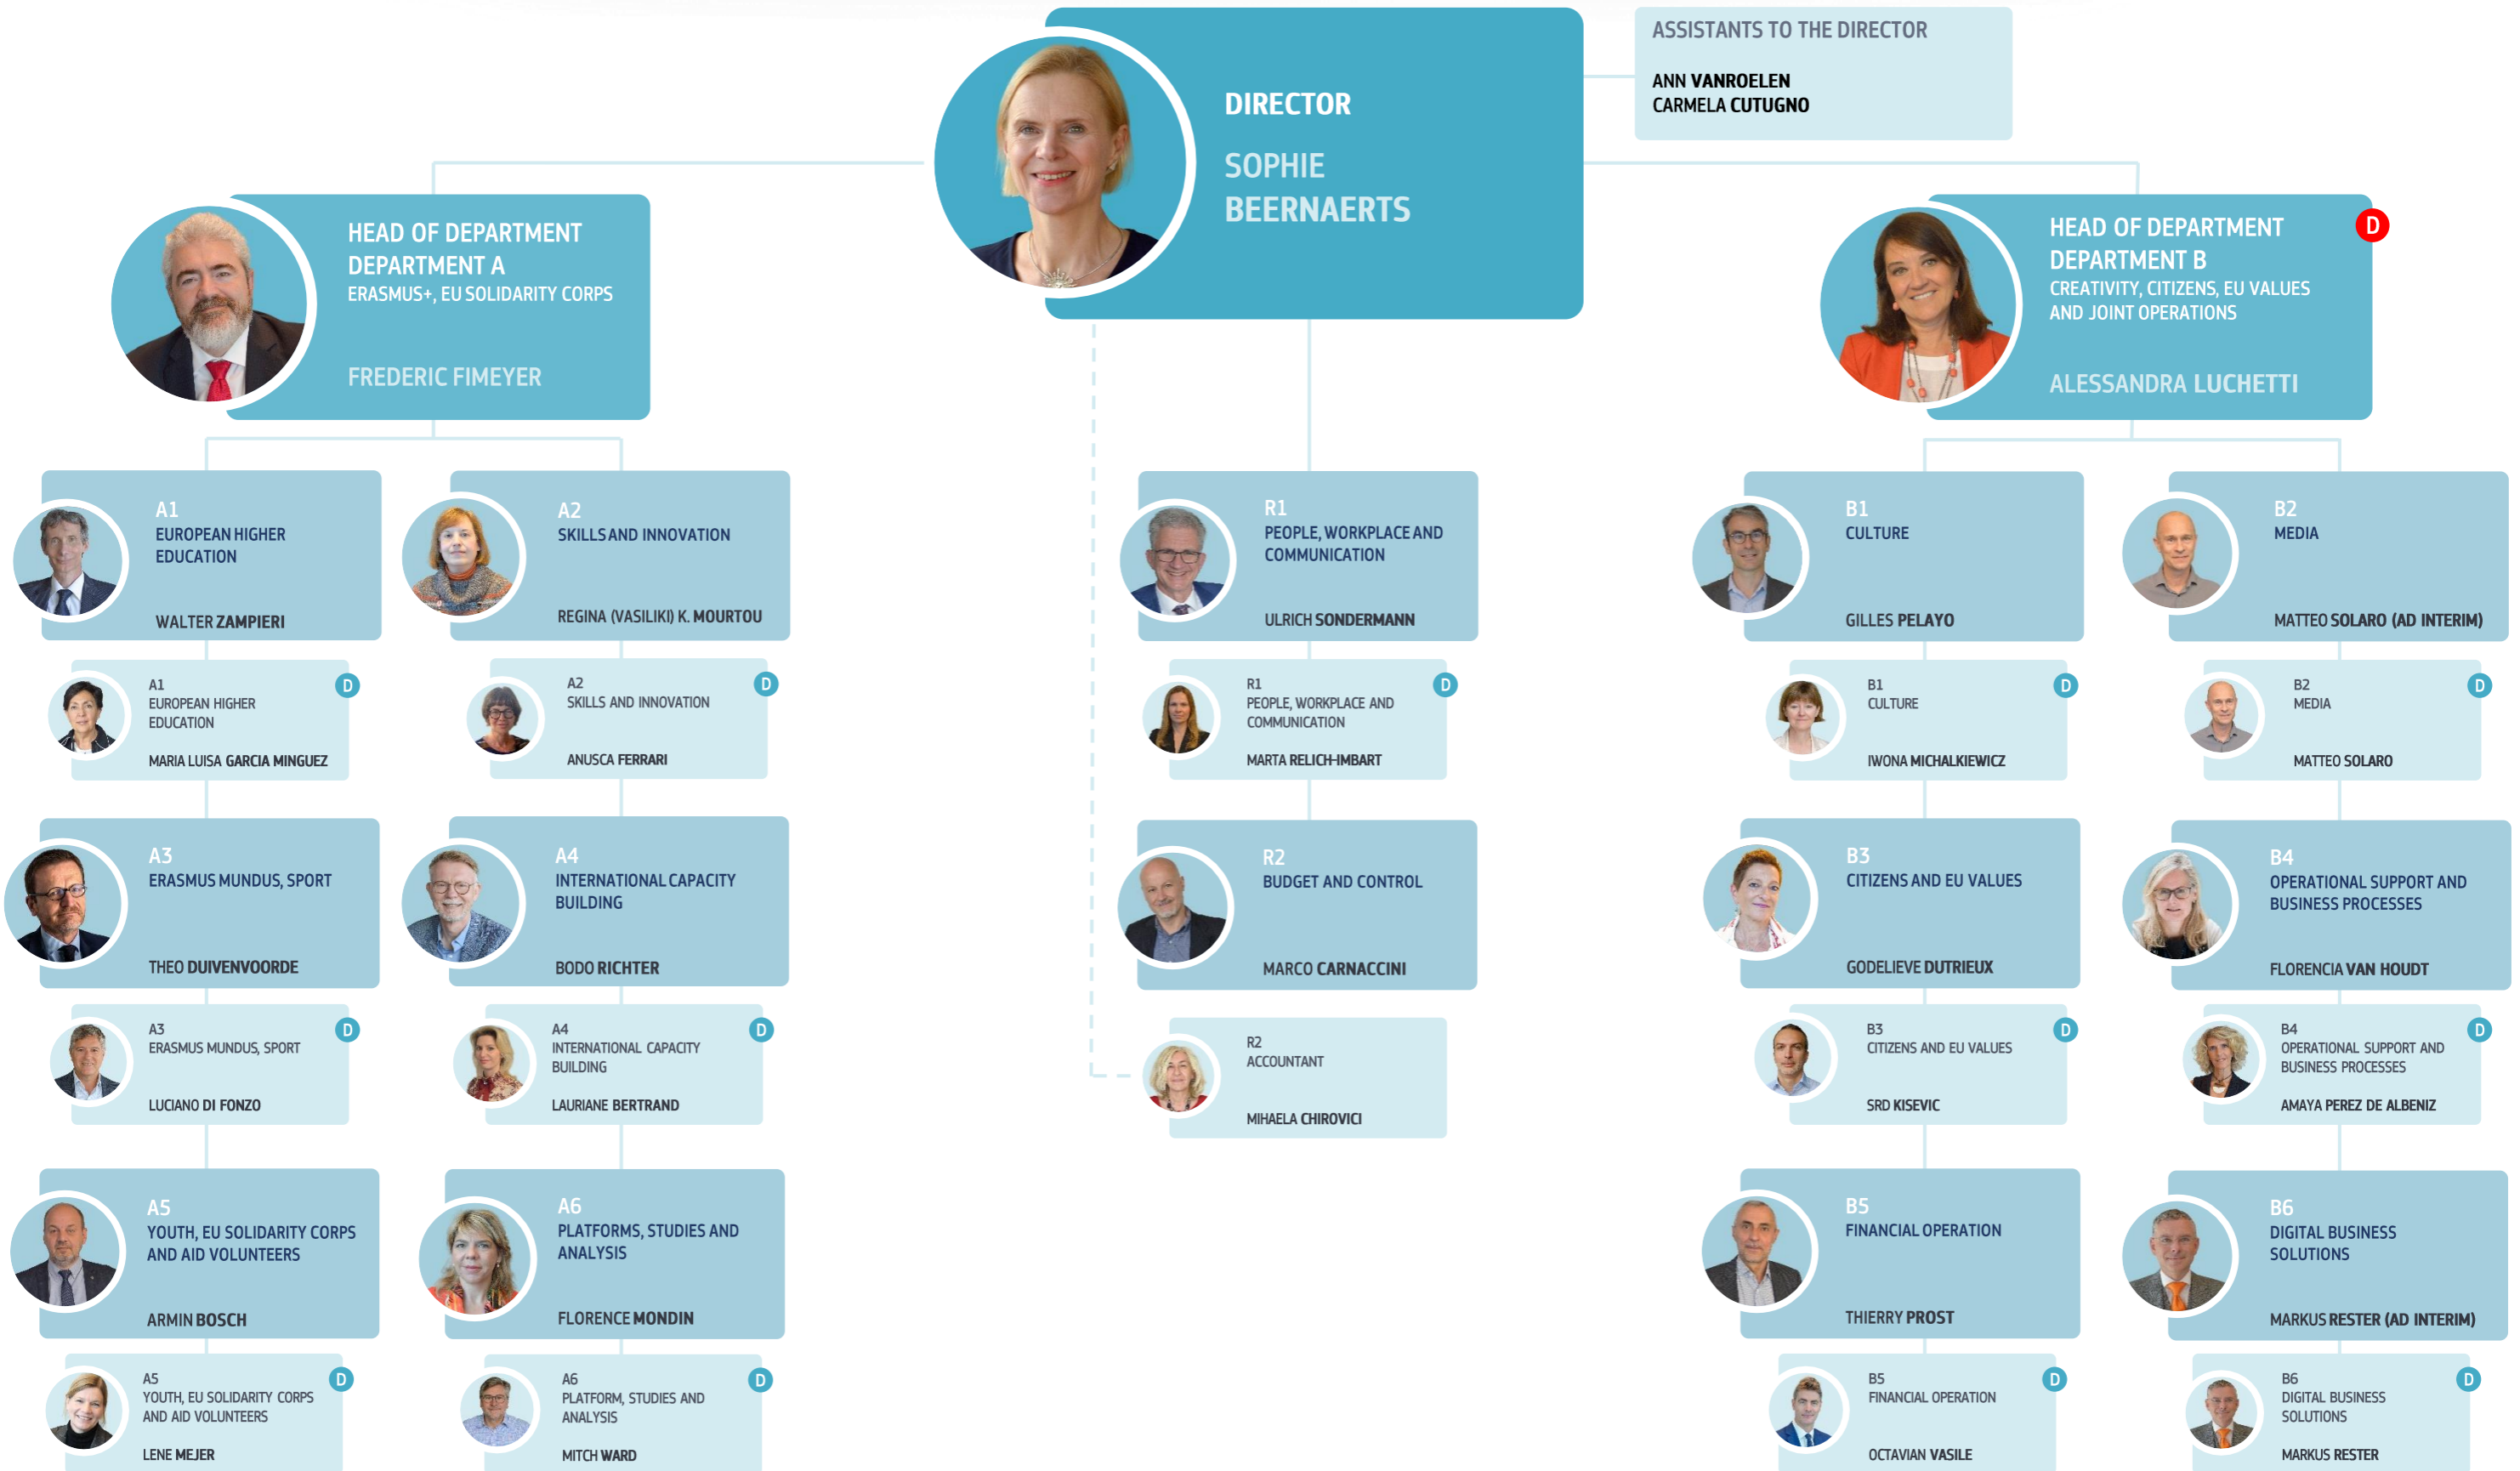 ASSISTANTS TO THE DIRECTOR
ANN VANROELEN
CARMELA CUTUGNO
DIRECTOR
SOPHIE
BEERNAERTS
HEAD OF DEPARTMENT
DEPARTMENT A
ERASMUS+, EU SOLIDARITY CORPS
FREDERIC FIMEYER
D
HEAD OF DEPARTMENT
DEPARTMENT B
CREATIVITY, CITIZENS, EU VALUES
AND JOINT OPERATIONS
ALESSANDRA LUCHETTI
A1
EUROPEAN HIGHER
EDUCATION
WALTER ZAMPIERI
A2
SKILLS AND INNOVATION
REGINA (VASILIKI) K. MOURTOU
R1
PEOPLE, WORKPLACE AND
COMMUNICATION
ULRICH SONDERMANN
B1
CULTURE
GILLES PELAYO
B2
MEDIA
MATTEO SOLARO (AD INTERIM)
A1
D
EUROPEAN HIGHER
EDUCATION
MARIA LUISA GARCIA MINGUEZ
A2
D
SKILLS AND INNOVATION
ANUSCA FERRARI
R1
D
PEOPLE, WORKPLACE AND
COMMUNICATION
MARTA RELICH-IMBART
B1
D
CULTURE
IWONA MICHALKIEWICZ
B2
D
MEDIA
MATTEO SOLARO
A3
ERASMUS MUNDUS, SPORT
THEO DUIVENVOORDE
A4
INTERNATIONAL CAPACITY
BUILDING
BODO RICHTER
R2
BUDGET AND CONTROL
MARCO CARNACCINI
B3
CITIZENS AND EU VALUES
GODELIEVE DUTRIEUX
B4
OPERATIONAL SUPPORT AND
BUSINESS PROCESSES
FLORENCIA VAN HOUDT
A3
D
ERASMUS MUNDUS, SPORT
LUCIANO DI FONZO
A4
D
INTERNATIONAL CAPACITY
BUILDING
LAURIANE BERTRAND
R2
ACCOUNTANT
MIHAELA CHIROVICI
B3
D
CITIZENS AND EU VALUES
SRD KISEVIC
B4
D
OPERATIONAL SUPPORT AND
BUSINESS PROCESSES
AMAYA PEREZ DE ALBENIZ
A5
YOUTH, EU SOLIDARITY CORPS
AND AID VOLUNTEERS
ARMIN BOSCH
A6
PLATFORMS, STUDIES AND
ANALYSIS
FLORENCE MONDIN
B5
FINANCIAL OPERATION
THIERRY PROST
B6
DIGITAL BUSINESS
SOLUTIONS
MARKUS RESTER (AD INTERIM)
A5
D
YOUTH, EU SOLIDARITY CORPS
AND AID VOLUNTEERS
LENE MEJER
A6
D
PLATFORM, STUDIES AND
ANALYSIS
MITCH WARD
B5
D
FINANCIAL OPERATION
OCTAVIAN VASILE
B6
D
DIGITAL BUSINESS
SOLUTIONS
MARKUS RESTER